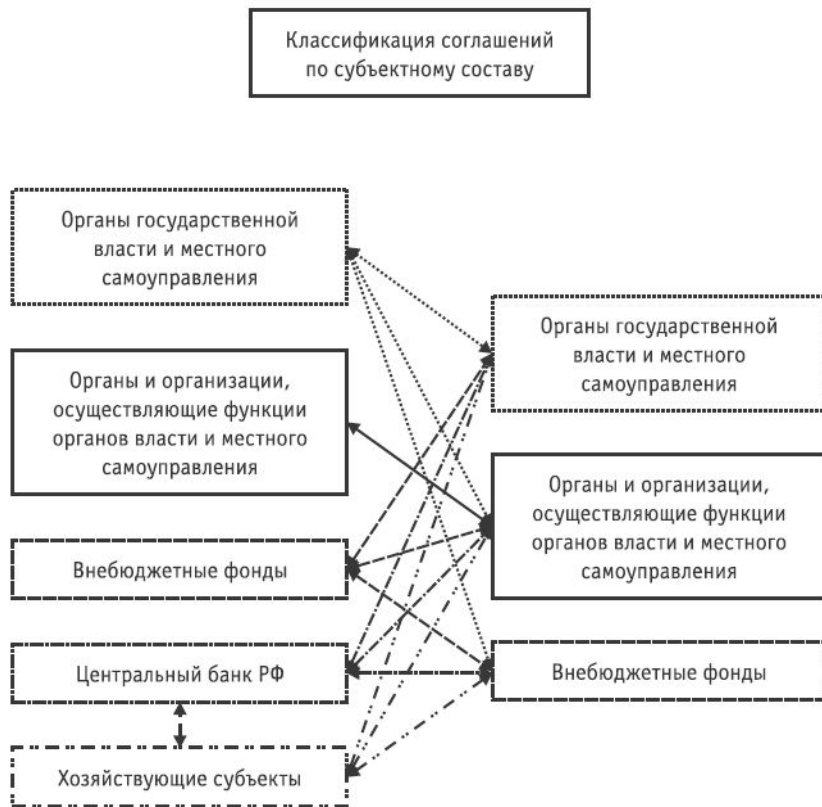 Классификация соглашений
по субъектному составу
Органы государственной
власти и местного
самоуправления
Органы и организации,
осуществляющие функции
органов власти и местного
самоуправления
Внебюджетные фонды
Центральный банк РФ
Хозяйствующие субъекты
Органы государственной
власти и местного
самоуправления
Органы и организации,
осуществляющие функции
органов власти и местного
самоуправления
Внебюджетные фонды